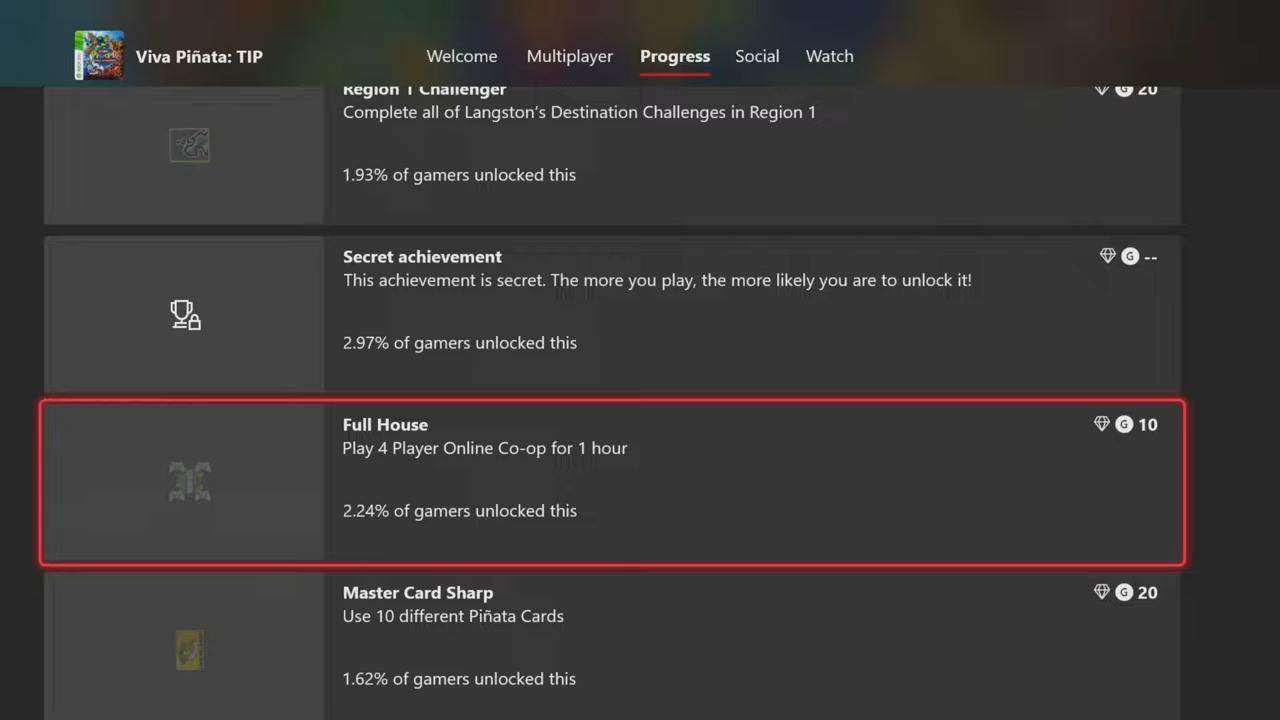 Viva Piñata: TIP
Welcome Multiplayer Progress Social Watch
Region 1 Challenger
G 20
Complete all of Langston's Destination Challenges in Region 1
1.93% of gamers unlocked this
Secret achievement
G --
This achievement is secret. The more you play, the more likely you are to unlock it!
2.97% of gamers unlocked this
Full House
G 10
Play 4 Player Online Co-op for 1 hour
2.24% of gamers unlocked this
Master Card Sharp
G 20
Use 10 different Piñata Cards
1.62% of gamers unlocked this